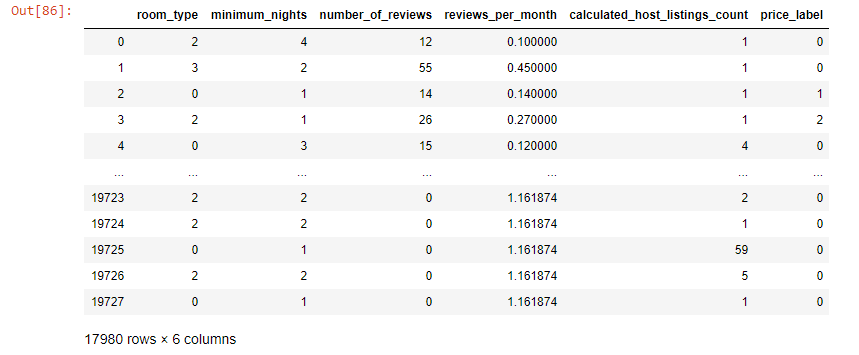 Out[86]:
room_type minimum_nights number_of_reviews reviews_per_month calculated_host_listings_count price_label
0 2 4 12 0.100000 1 0
1 3 2 55 0.450000 1 0
2 0 1 14 0.140000 1 1
3 2 1 26 0.270000 1 2
4 0 3 15 0.120000 4 0
... ... ... ... ... ... ...
19723 2 2 0 1.161874 2 0
19724 2 2 0 1.161874 1 0
19725 0 1 0 1.161874 59 0
19726 2 2 0 1.161874 5 0
19727 0 1 0 1.161874 1 0
17980 rows × 6 columns